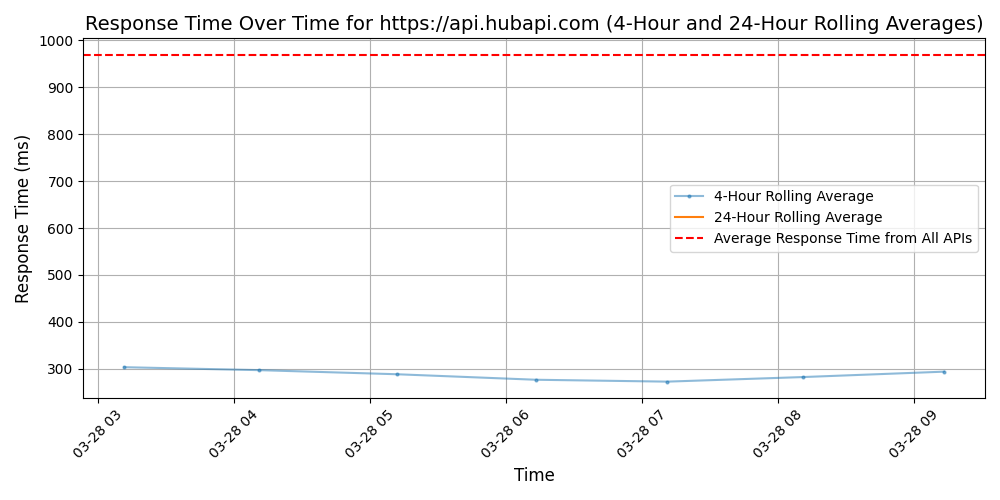 Response Time Over Time for https://api.hubapi.com (4-Hour and 24-Hour Rolling Averages)
Response Time (ms)
1000
900
800
700
600
500
400
300
4-Hour Rolling Average
24-Hour Rolling Average
Average Response Time from All APIs
03-28 03
03-28 04
03-28 05
03-28 06
03-28 07
03-28 08
03-28 09
Time